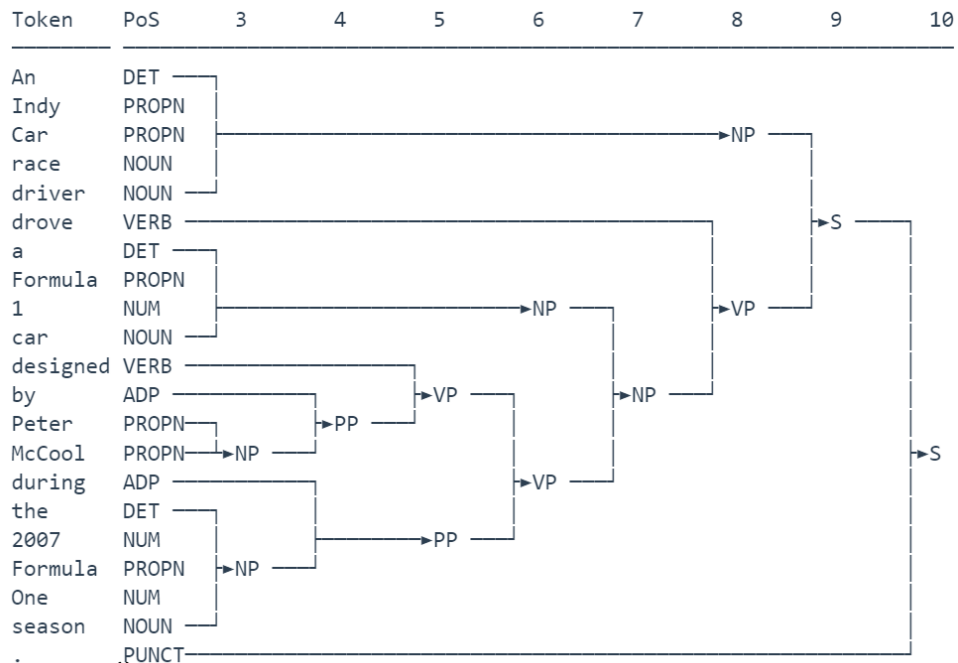 Token PoS 3 4 5 6 7 8 9 10
An DET
Indy PROPN
Car PROPN NP
race NOUN
driver NOUN
drove VERB S
a DET
Formula PROPN
1 NUM NP VP
car NOUN
designed VERB
by ADP VP NP
Peter PROPN PP
McCool PROPN NP S
during ADP VP
the DET
2007 NUM PP
Formula PROPN NP
One NUM
season NOUN
. PUNCT